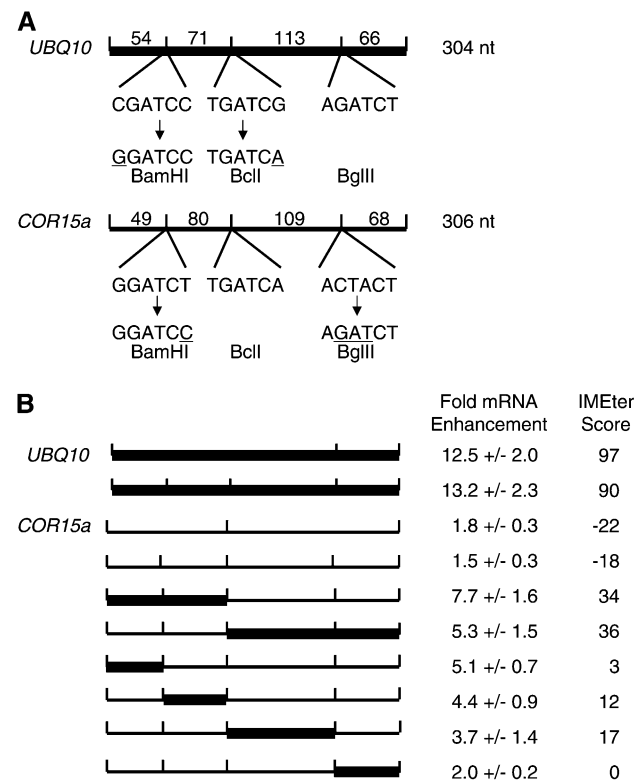 A
54 71 113 66
UBQ10 304 nt
CGATCC TGATCG AGATCT
GGATCC TGATCA
BamHI BclI BglII
49 80 109 68
COR15a 306 nt
GGATCT TGATCA ACTACT
GGATCC AGATCT
BamHI BclI BglII
B
Fold mRNA IMEter
Enhancement Score
UBQ10 12.5 +/- 2.0 97
13.2 +/- 2.3 90
COR15a 1.8 +/- 0.3 -22
1.5 +/- 0.3 -18
7.7 +/- 1.6 34
5.3 +/- 1.5 36
5.1 +/- 0.7 3
4.4 +/- 0.9 12
3.7 +/- 1.4 17
2.0 +/- 0.2 0